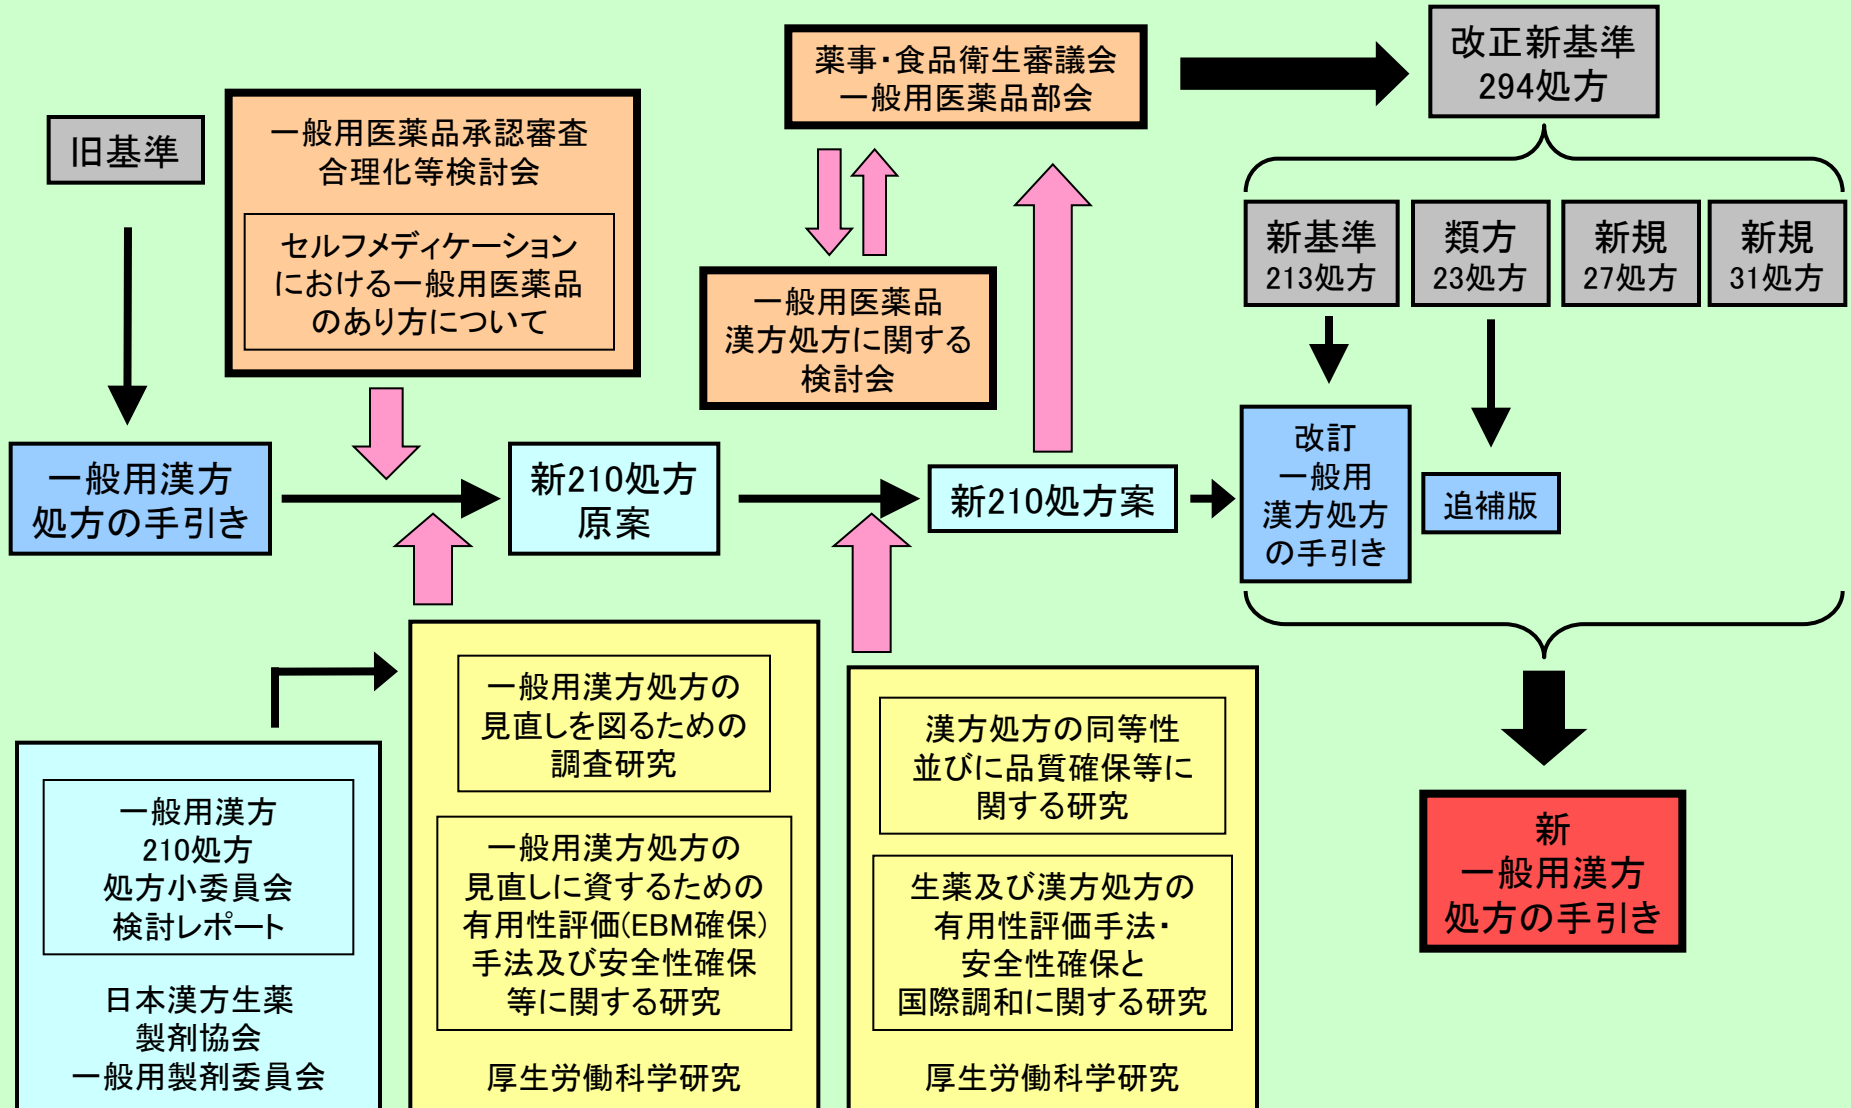 旧基準
一般用医薬品承認審査
合理化等検討会
セルフメディケーション
における一般用医薬品
のあり方について
薬事・食品衛生審議会
一般用医薬品部会
改正新基準
294処方
新基準
213処方
類方
23処方
新規
27処方
新規
31処方
一般用医薬品
漢方処方に関する
検討会
一般用漢方
処方の手引き
新210処方
原案
新210処方案
改訂
一般用
漢方処方
の手引き
追補版
一般用漢方
210処方
処方小委員会
検討レポート
日本漢方生薬
製剤協会
一般用製剤委員会
一般用漢方処方の
見直しを図るための
調査研究
一般用漢方処方の
見直しに資するための
有用性評価(EBM確保)
手法及び安全性確保
等に関する研究
厚生労働科学研究
漢方処方の同等性
並びに品質確保等に
関する研究
生薬及び漢方処方の
有用性評価手法・
安全性確保と
国際調和に関する研究
厚生労働科学研究
新
一般用漢方
処方の手引き